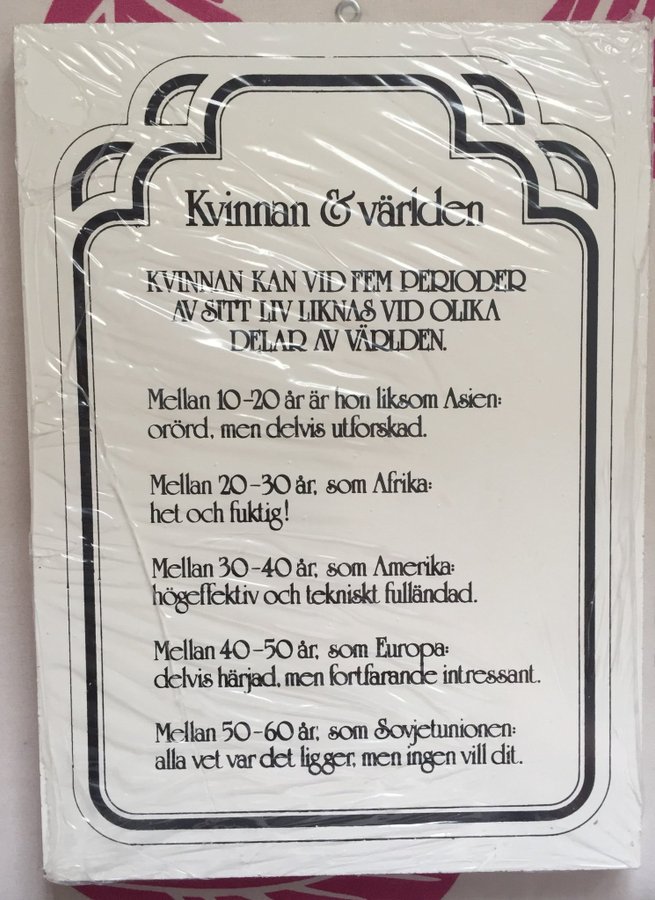 Kvinnan & världen
KVINNAN KAN VID FEM PERIODER
AV SITT LIV LIKNAS VID OLIKA
DELAR AV VÄRLDEN.
Mellan 10-20 år är hon liksom Asien:
orörd, men delvis utforskad.
Mellan 20-30 år, som Afrika:
het och fuktig!
Mellan 30-40 år, som Amerika:
högeffektiv och tekniskt fulländad.
Mellan 40-50 år, som Europa:
delvis härjad, men fortfarande intressant.
Mellan 50-60 år, som Sovjetunionen:
alla vet var det ligger, men ingen vill dit.